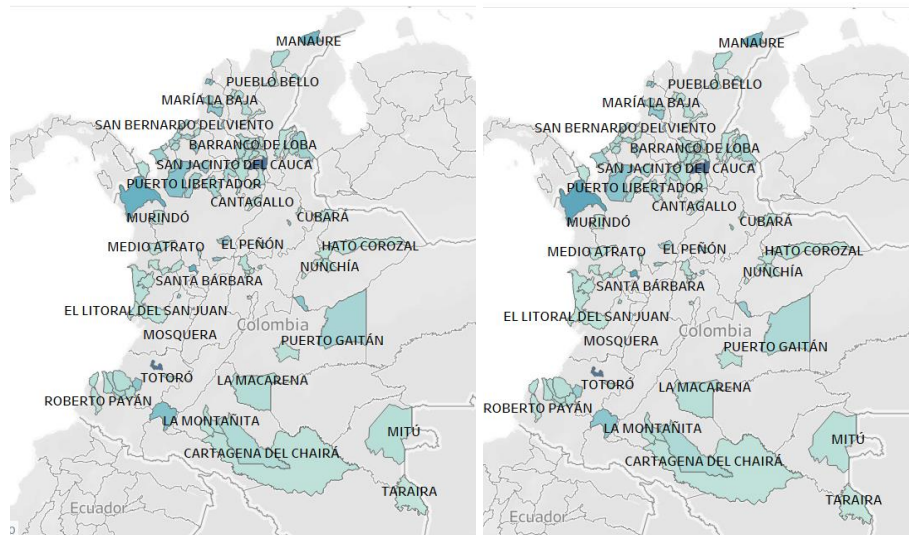 MANAURE
PUEBLO BELLO
MARÍA LA BAJA
SAN BERNARDO DEL VIENTO
BARRANCO DE LOBA
SAN JACINTO DEL CAUCA
PUERTO LIBERTADOR
CANTAGALLO
MURINDÓ
CUBARÁ
MEDIO ATRATO
EL PEÑÓN
HATO COROZAL
NUNCHÍA
SANTA BÁRBARA
EL LITORAL DEL SAN JUAN
Colombia
MOSQUERA
PUERTO GAITÁN
TOTORÓ
LA MACARENA
ROBERTO PAYÁN
LA MONTAÑITA
MITÚ
CARTAGENA DEL CHAIRÁ
TARAIRA
Ecuador
MANAURE
PUEBLO BELLO
MARÍA LA BAJA
SAN BERNARDO DEL VIENTO
BARRANCO DE LOBA
SAN JACINTO DEL CAUCA
PUERTO LIBERTADOR
CANTAGALLO
MURINDÓ
CUBARÁ
MEDIO ATRATO
EL PEÑÓN
HATO COROZAL
NUNCHÍA
SANTA BÁRBARA
EL LITORAL DEL SAN JUAN
Colombia
MOSQUERA
PUERTO GAITÁN
TOTORÓ
LA MACARENA
ROBERTO PAYÁN
LA MONTAÑITA
MITÚ
CARTAGENA DEL CHAIRÁ
TARAIRA
Ecuador